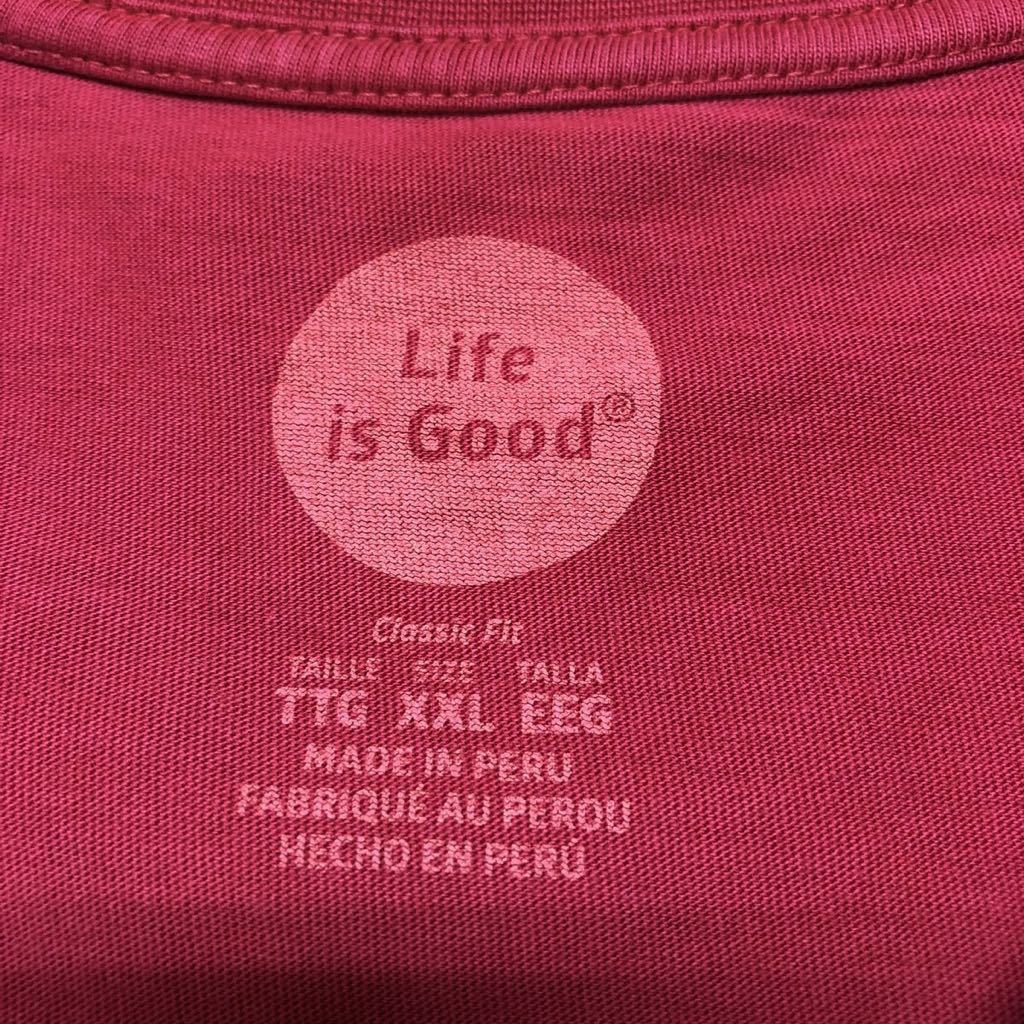 Life
is Good®
Classic Fit
TAILLE SIZE TALLA
TTG XXL EEG
MADE IN PERU
FABRIQUÉ AU PEROU
HECHO EN PERÚ